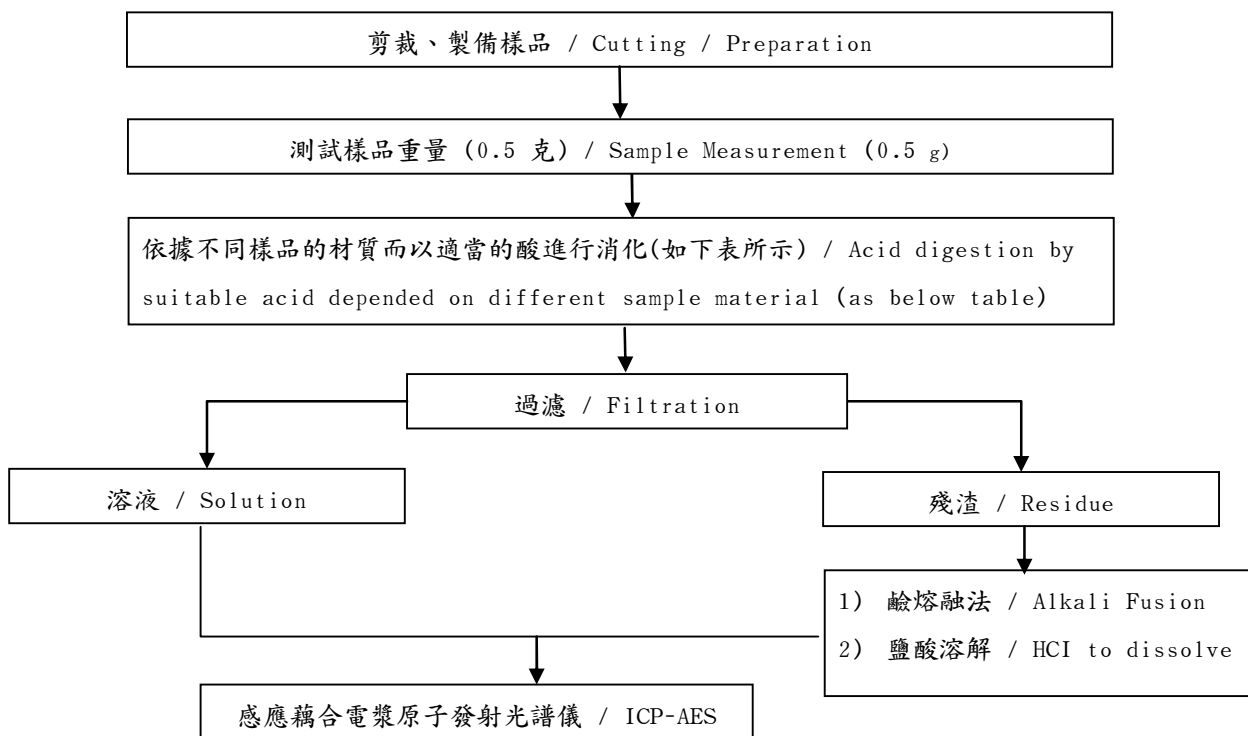 剪裁、製備樣品 / Cutting / Preparation
測試樣品重量 (0.5 克) / Sample Measurement (0.5 g)
依據不同樣品的材質而以適當的酸進行消化(如下表所示) / Acid digestion by
suitable acid depended on different sample material (as below table)
過濾 / Filtration
溶液 / Solution
殘渣 / Residue
1) 鹼熔融法 / Alkali Fusion
2) 鹽酸溶解 / HCI to dissolve
感應藕合電漿原子發射光譜儀 / ICP-AES